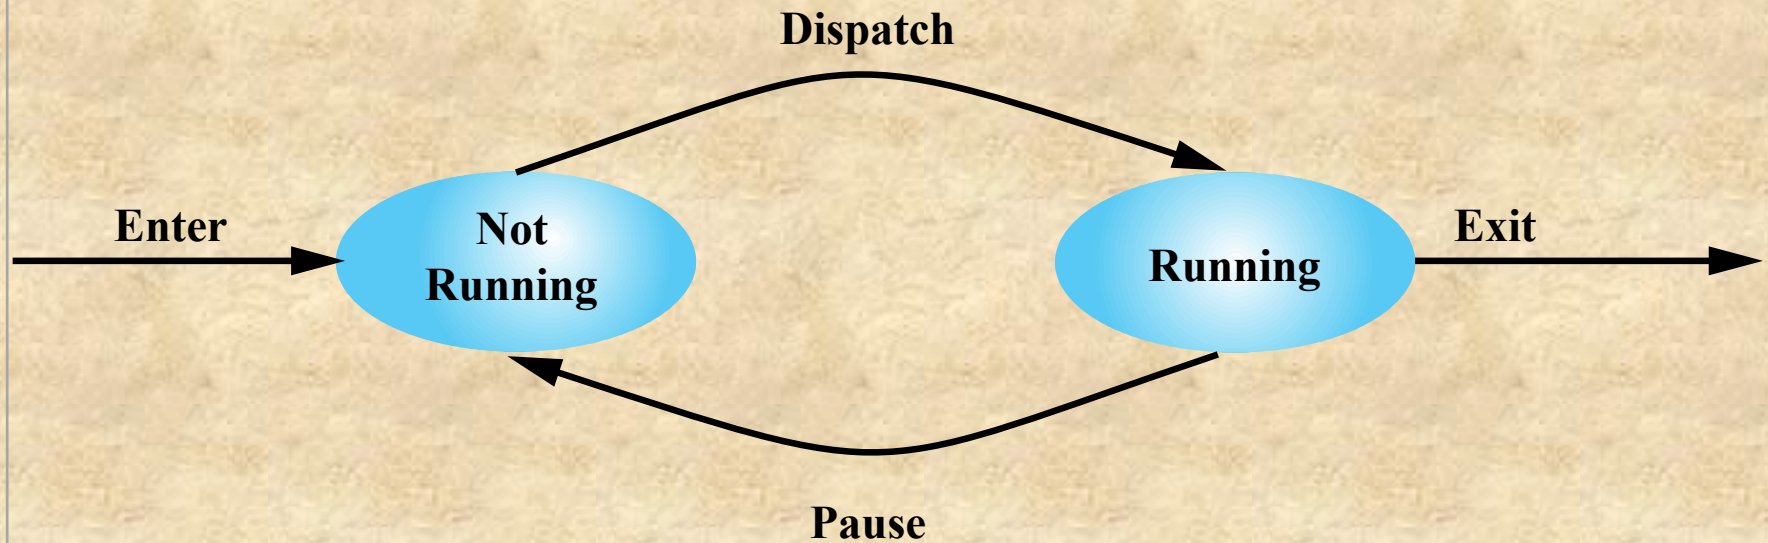 Dispatch
Enter
Not
Running
Running
Exit
Pause